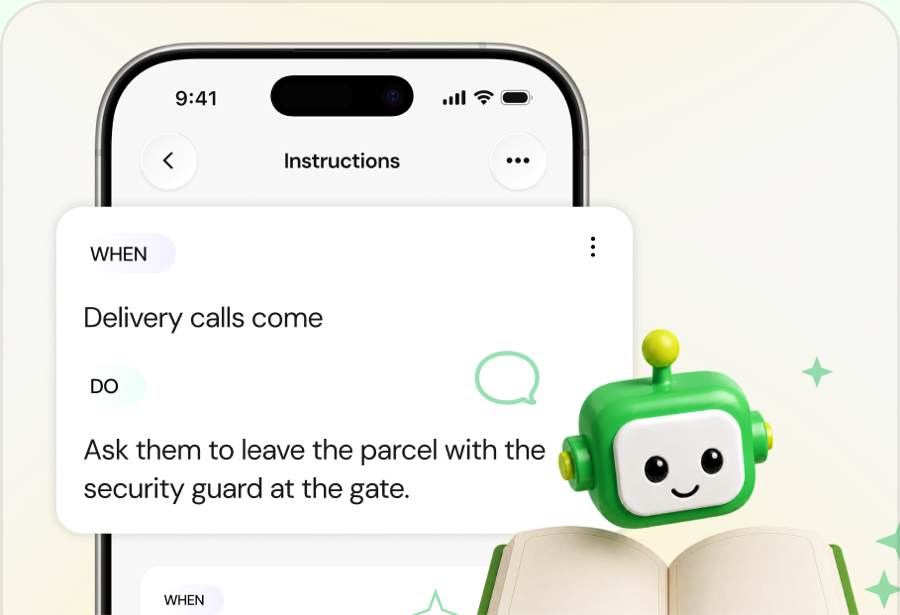 9:41
Instructions
WHEN
Delivery calls come
DO
Ask them to leave the parcel with the
security guard at the gate.
WHEN